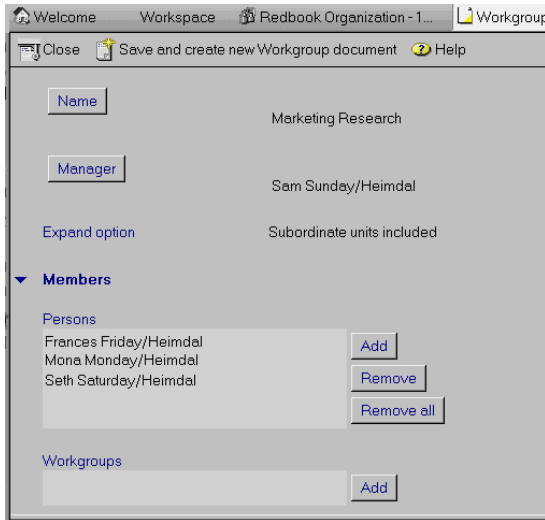 Welcome Workspace Redbook Organization - 1... Workgroup
Close Save and create new Workgroup document Help
Name
Marketing Research
Manager
Sam Sunday/Heimdal
Expand option Subordinate units included
Members
Persons
Frances Friday/Heimdal
Add
Mona Monday/Heimdal
Seth Saturday/Heimdal
Remove
Remove all
Workgroups
Add